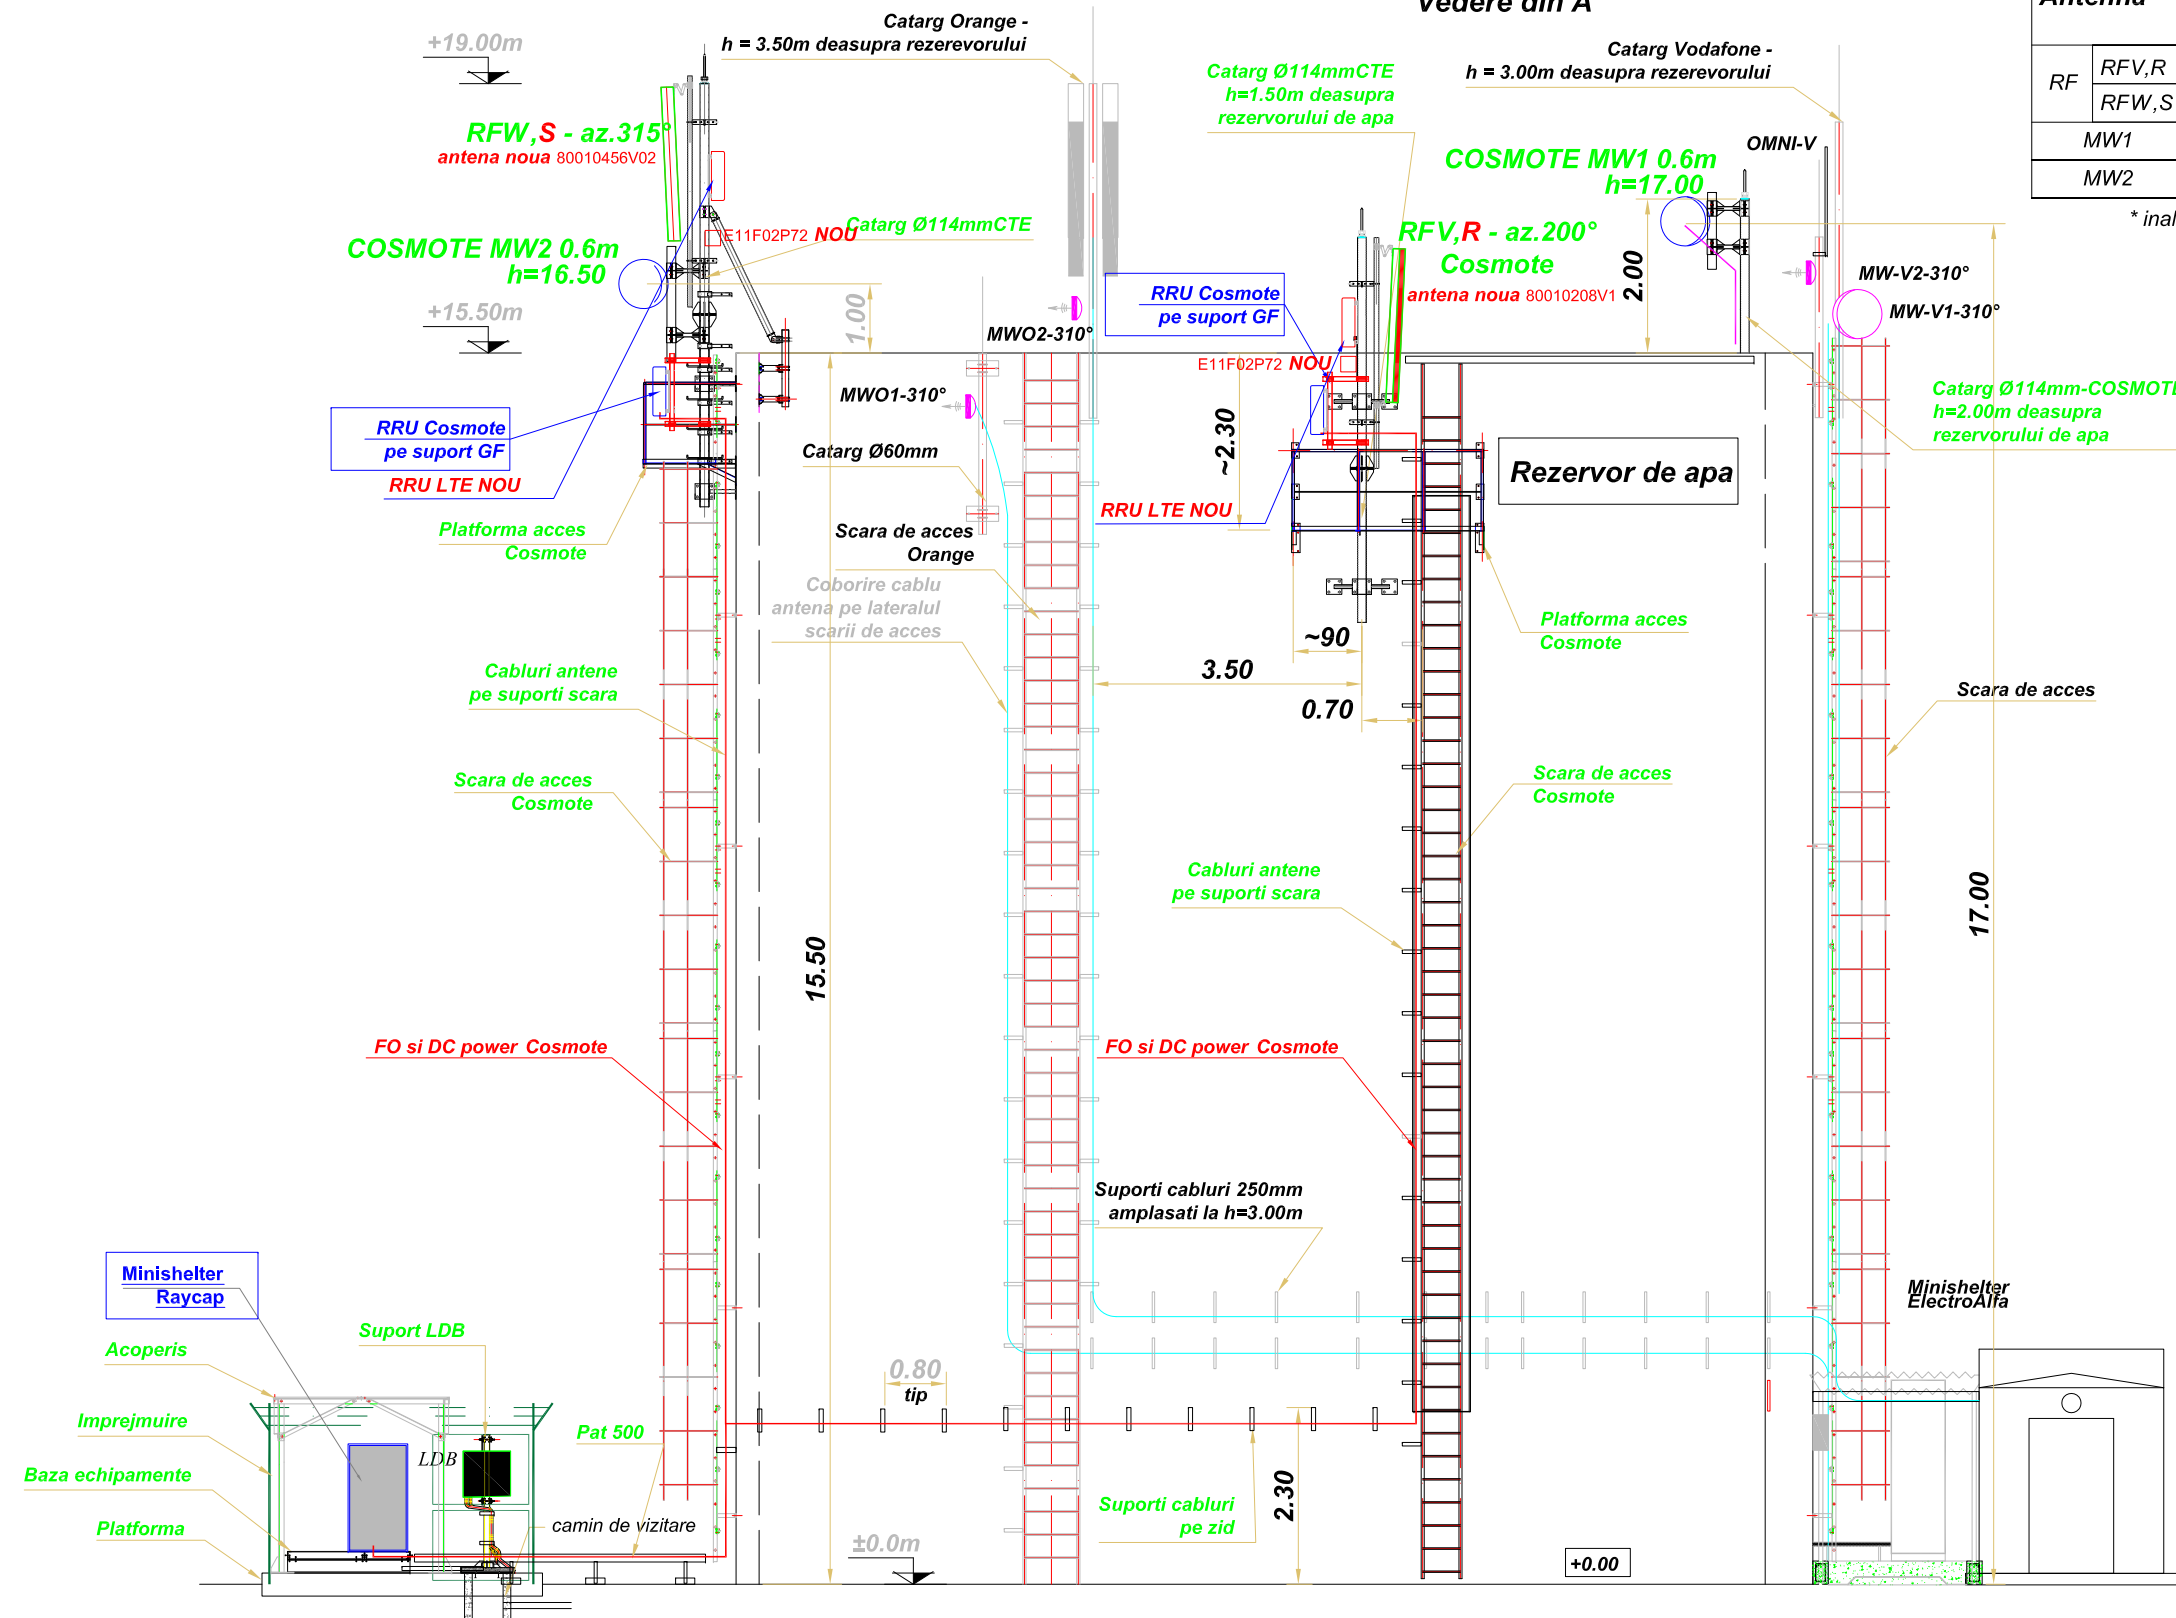 Vedere din A
Antenna
RF
RFV,R
RFW,S
MW1
MW2
* inal
+19.00m
Catarg Orange -
h = 3.50m deasupra rezerevorului
Catarg Ø114mmCTE
h=1.50m deasupra
rezervorului de apa
Catarg Vodafone -
h = 3.00m deasupra rezerevorului
RFW,S - az.315°
antena noua 80010456V02
OMNI-V
COSMOTE MW1 0.6m
h=17.00
E11F02P72 NOU
Catarg Ø114mmCTE
COSMOTE MW2 0.6m
h=16.50
RFV,R - az.200°
Cosmote
antena noua 80010208V1
2.00
MW-V2-310°
MW-V1-310°
+15.50m
1.00
RRU Cosmote
pe suport GF
MWO2-310°
E11F02P72 NOU
MWO1-310°
Catarg Ø114mm-COSMOTE
h=2.00m deasupra
rezervorului de apa
RRU Cosmote
pe suport GF
RRU LTE NOU
Catarg Ø60mm
~2.30
Rezervor de apa
RRU LTE NOU
Platforma acces
Cosmote
Scara de acces
Orange
Coborire cablu
antena pe lateralul
scarii de acces
~90
Platforma acces
Cosmote
3.50
0.70
Cabluri antene
pe suporti scara
Scara de acces
Scara de acces
Cosmote
Scara de acces
Cosmote
Cabluri antene
pe suporti scara
15.50
17.00
FO si DC power Cosmote
FO si DC power Cosmote
Suporti cabluri 250mm
amplasati la h=3.00m
Minishelter
Raycap
Minishelter
ElectroAlfa
Suport LDB
Acoperis
0.80
tip
Imprejmuire
Pat 500
LDB
Baza echipamente
2.30
Suporti cabluri
pe zid
Platforma
camin de vizitare
±0.0m
+0.00